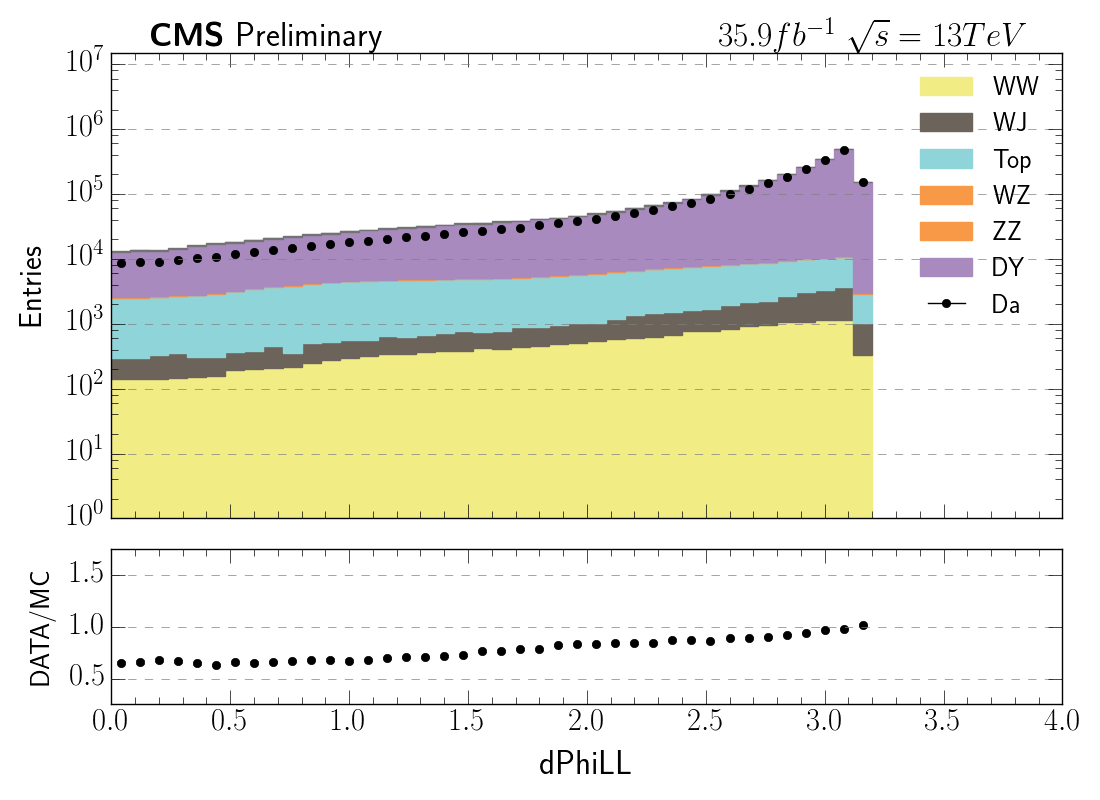 CMS Preliminary 35.9fb⁻¹ √s = 13TeV
10⁷
10⁶
10⁵
10⁴
10³
10²
10¹
10⁰
Entries
WW
WJ
Top
WZ
ZZ
DY
Da
1.5
1.0
0.5
DATA/MC
0.0 0.5 1.0 1.5 2.0 2.5 3.0 3.5 4.0
dPhiLL